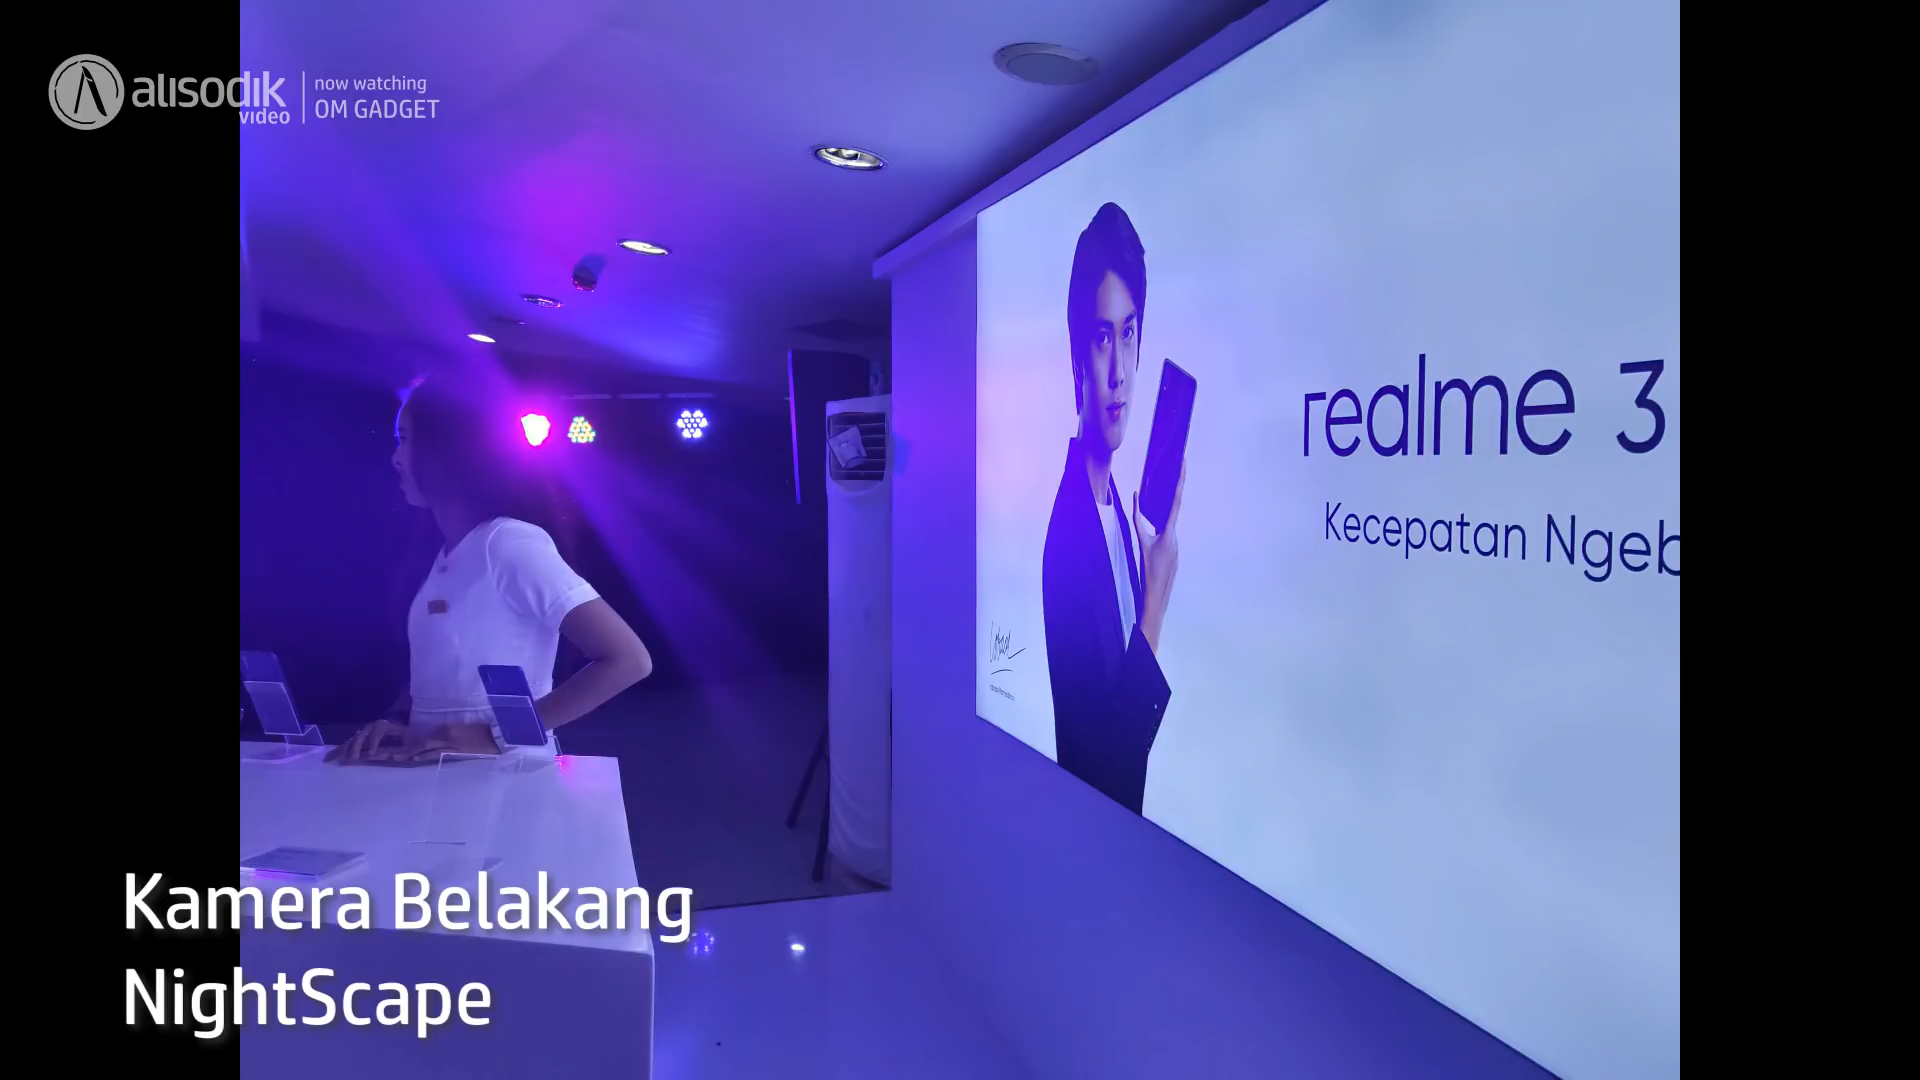 alisodik
video
now watching
OM GADGET
realme 3
Kecepatan Ngeb
Kamera Belakang
NightScape